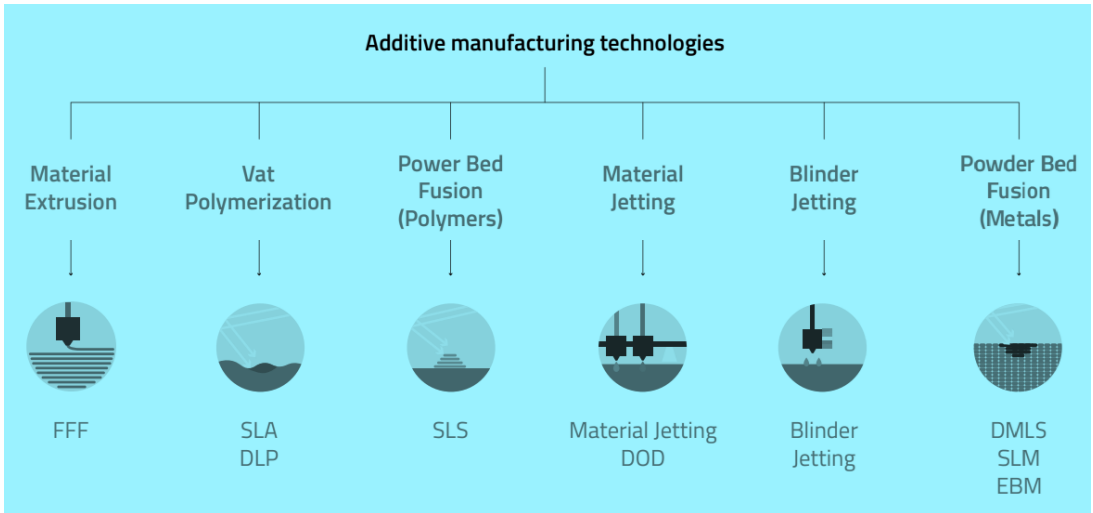 Additive manufacturing technologies
Material
Extrusion
Vat
Polymerization
Power Bed
Fusion
(Polymers)
Material
Jetting
Blinder
Jetting
Powder Bed
Fusion
(Metals)
FFF
SLA
DLP
SLS
Material Jetting
DOD
Blinder
Jetting
DMLS
SLM
EBM